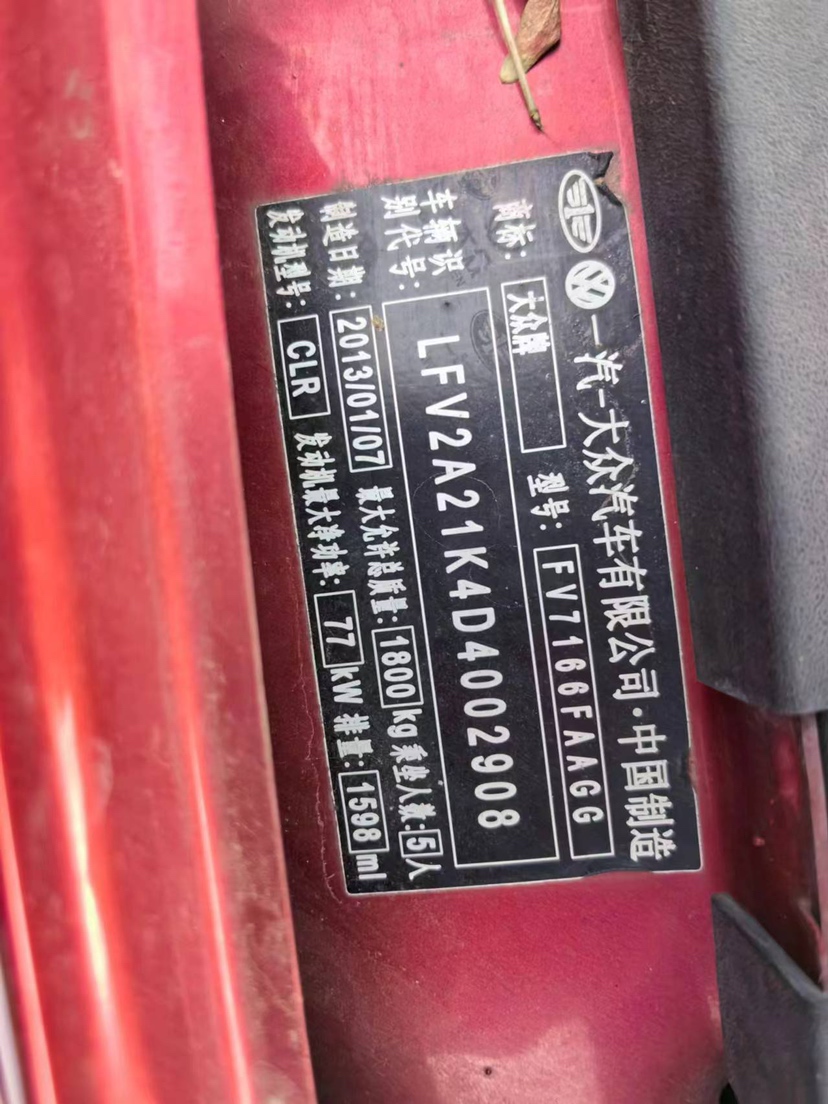 一汽-大众汽车有限公司·中国制造
商标: 大众牌 型号: FV7166FAAGG
车辆识别代号: LFV2A21K4D4002908
制造日期: 2013/01/07 最大允许总质量: 1800 kg 乘坐人数: 5 人
发动机型号: CLR 发动机最大净功率: 77 kW 排量: 1598 ml